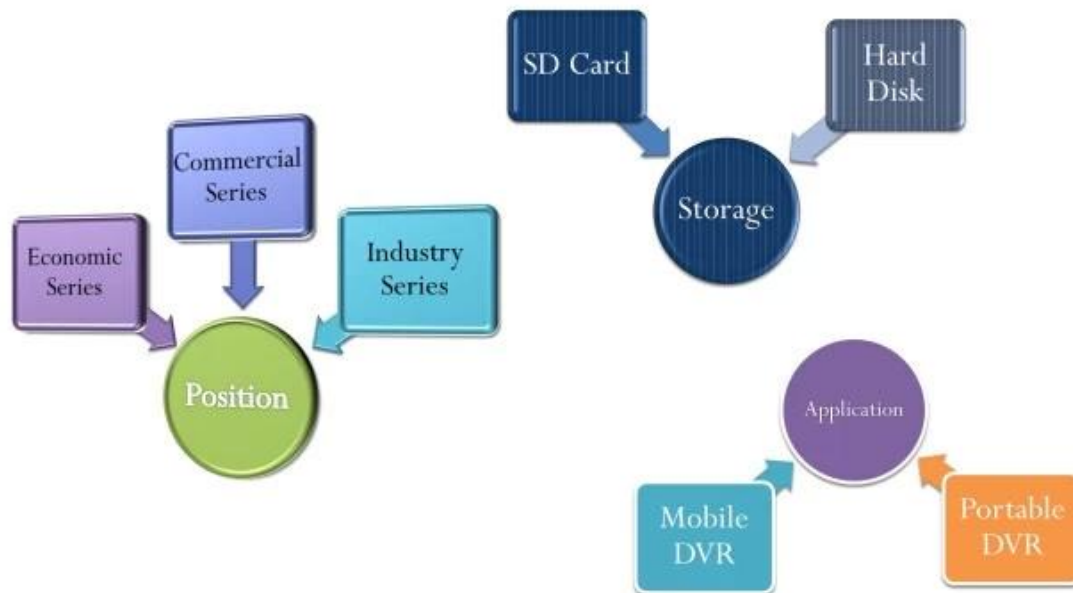 SD Card
Hard
Disk
Storage
Commercial
Series
Economic
Series
Industry
Series
Position
Application
Mobile
DVR
Portable
DVR